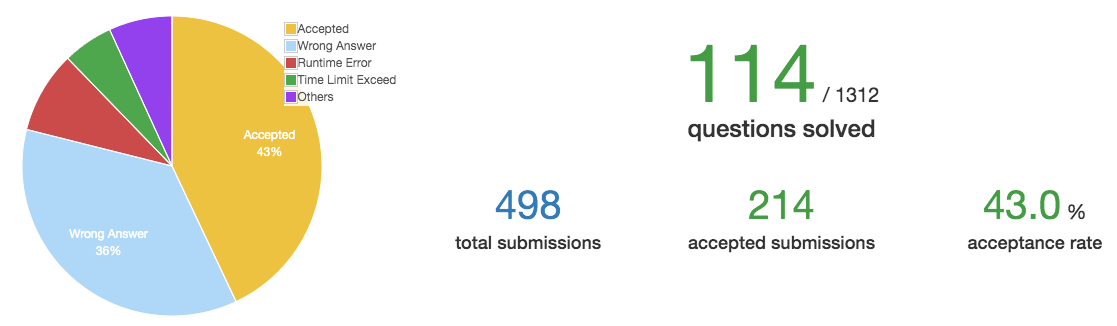 Accepted
Wrong Answer
Runtime Error
Time Limit Exceed
Others
Accepted
43%
Wrong Answer
36%
114 / 1312
questions solved
498
total submissions
214
accepted submissions
43.0 %
acceptance rate